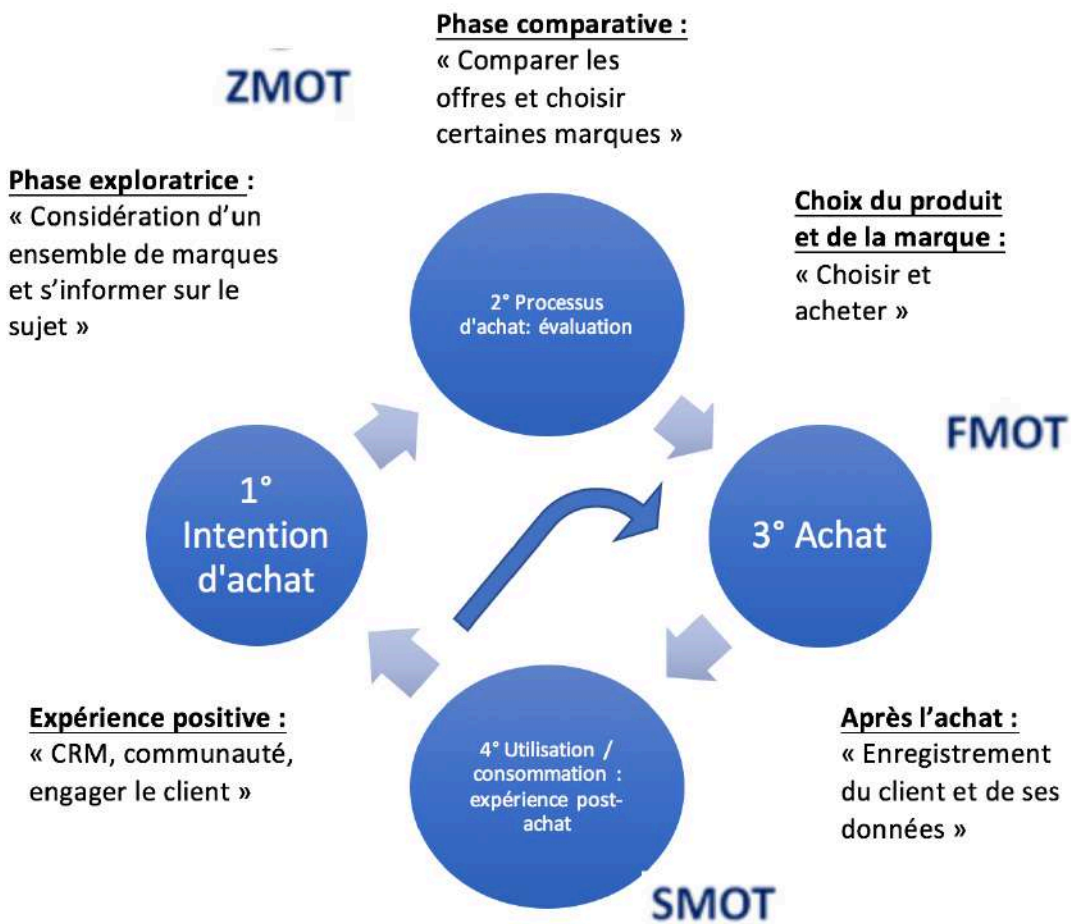 Phase comparative :
« Comparer les
offres et choisir
certaines marques »
ZMOT
Phase exploratrice :
« Considération d'un
ensemble de marques
et s'informer sur le
sujet »
Choix du produit
et de la marque :
« Choisir et
acheter »
2° Processus
d'achat: évaluation
FMOT
1°
Intention
d'achat
3° Achat
Expérience positive :
« CRM, communauté,
engager le client »
4° Utilisation /
consommation :
expérience post-
achat
Après l'achat :
« Enregistrement
du client et de ses
données »
SMOT